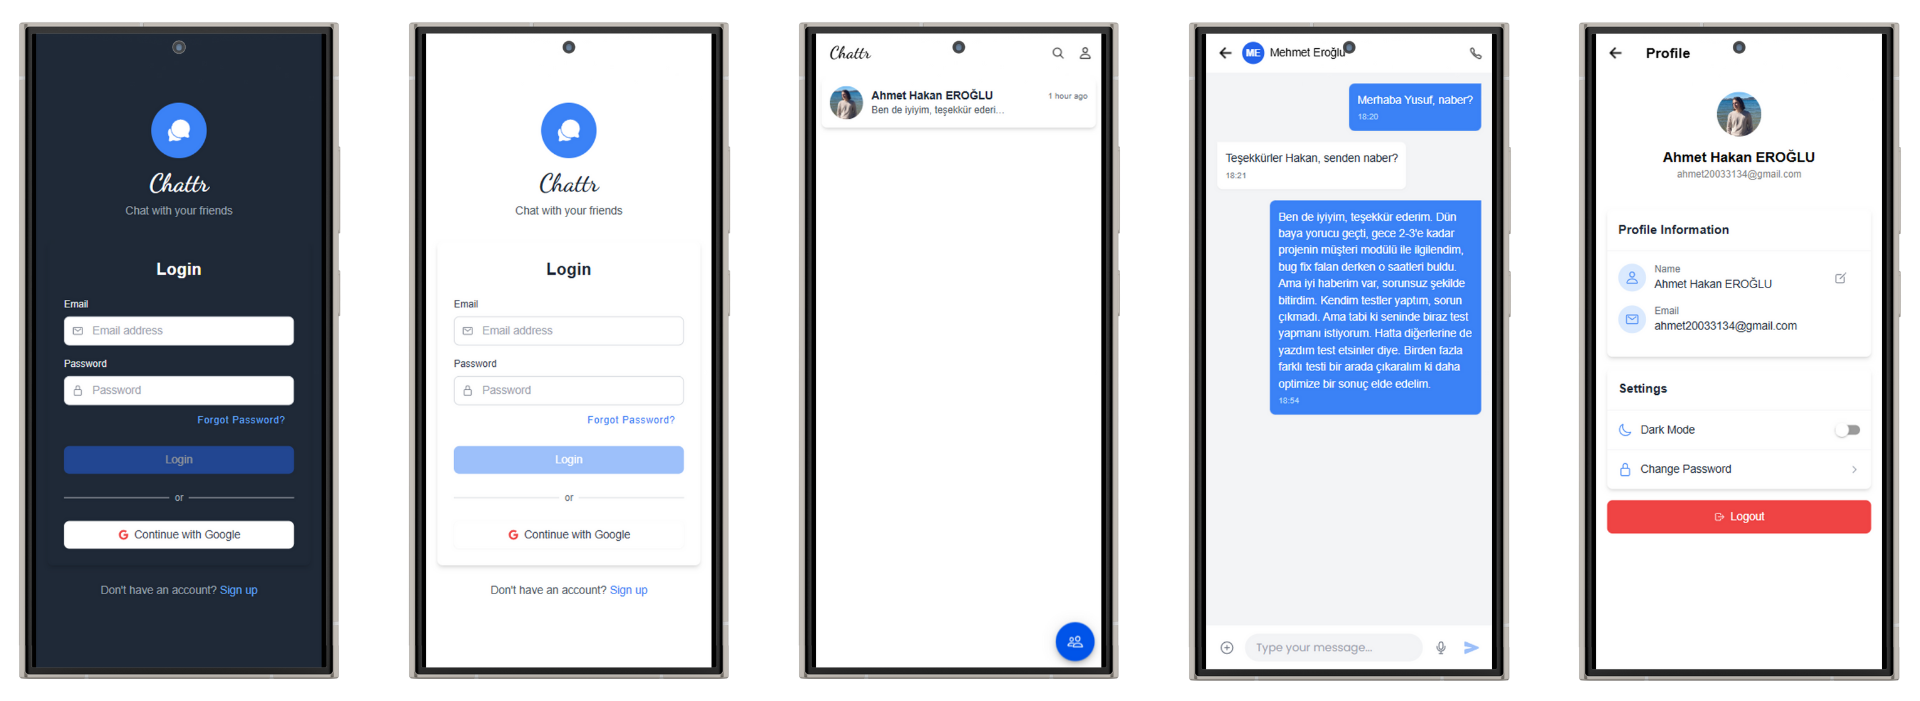 Chattr
Chat with your friends
Login
Email
Email address
Password
Password
Forgot Password?
Login
or
G Continue with Google
Don't have an account? Sign up
Chattr
Chat with your friends
Login
Email
Email address
Password
Password
Forgot Password?
Login
or
G Continue with Google
Don't have an account? Sign up
Chattr
Ahmet Hakan EROĞLU
1 hour ago
Ben de iyiyim, teşekkür ederi...
ME Mehmet Eroğlu
Merhaba Yusuf, naber?
18:20
Teşekkürler Hakan, senden naber?
18:21
Ben de iyiyim, teşekkür ederim. Dün
baya yorucu geçti, gece 2-3'e kadar
projenin müşteri modülü ile ilgilendim,
bug fix falan derken o saatleri buldu.
Ama iyi haberim var, sorunsuz şekilde
bitirdim. Kendim testler yaptım, sorun
çıkmadı. Ama tabi ki seninde biraz test
yapmanı istiyorum. Hatta diğerlerine de
yazdım test etsinler diye. Birden fazla
farklı testi bir arada çıkaralım ki daha
optimize bir sonuç elde edelim.
18:54
Type your message...
Profile
Ahmet Hakan EROĞLU
ahmet20033134@gmail.com
Profile Information
Name
Ahmet Hakan EROĞLU
Email
ahmet20033134@gmail.com
Settings
Dark Mode
Change Password
Logout